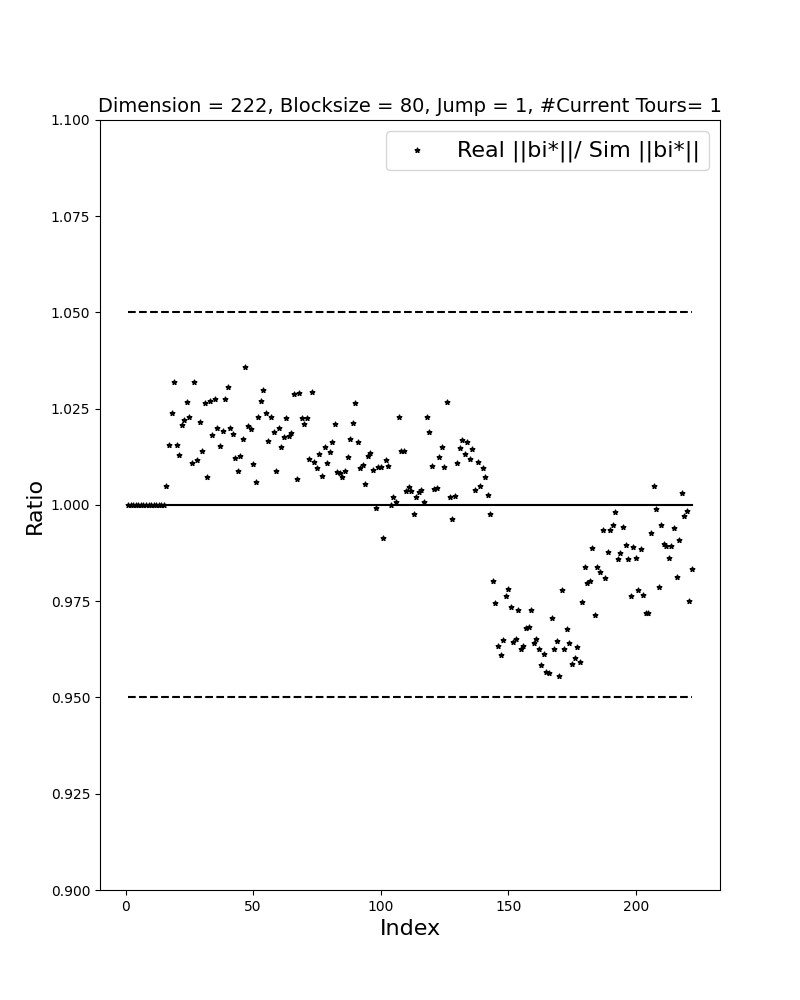 Dimension = 222, Blocksize = 80, Jump = 1, #Current Tours= 1
1.100
Real ||bi*||/ Sim ||bi*||
1.075
1.050
1.025
1.000
Ratio
0.975
0.950
0.925
0.900
0 50 100 150 200
Index